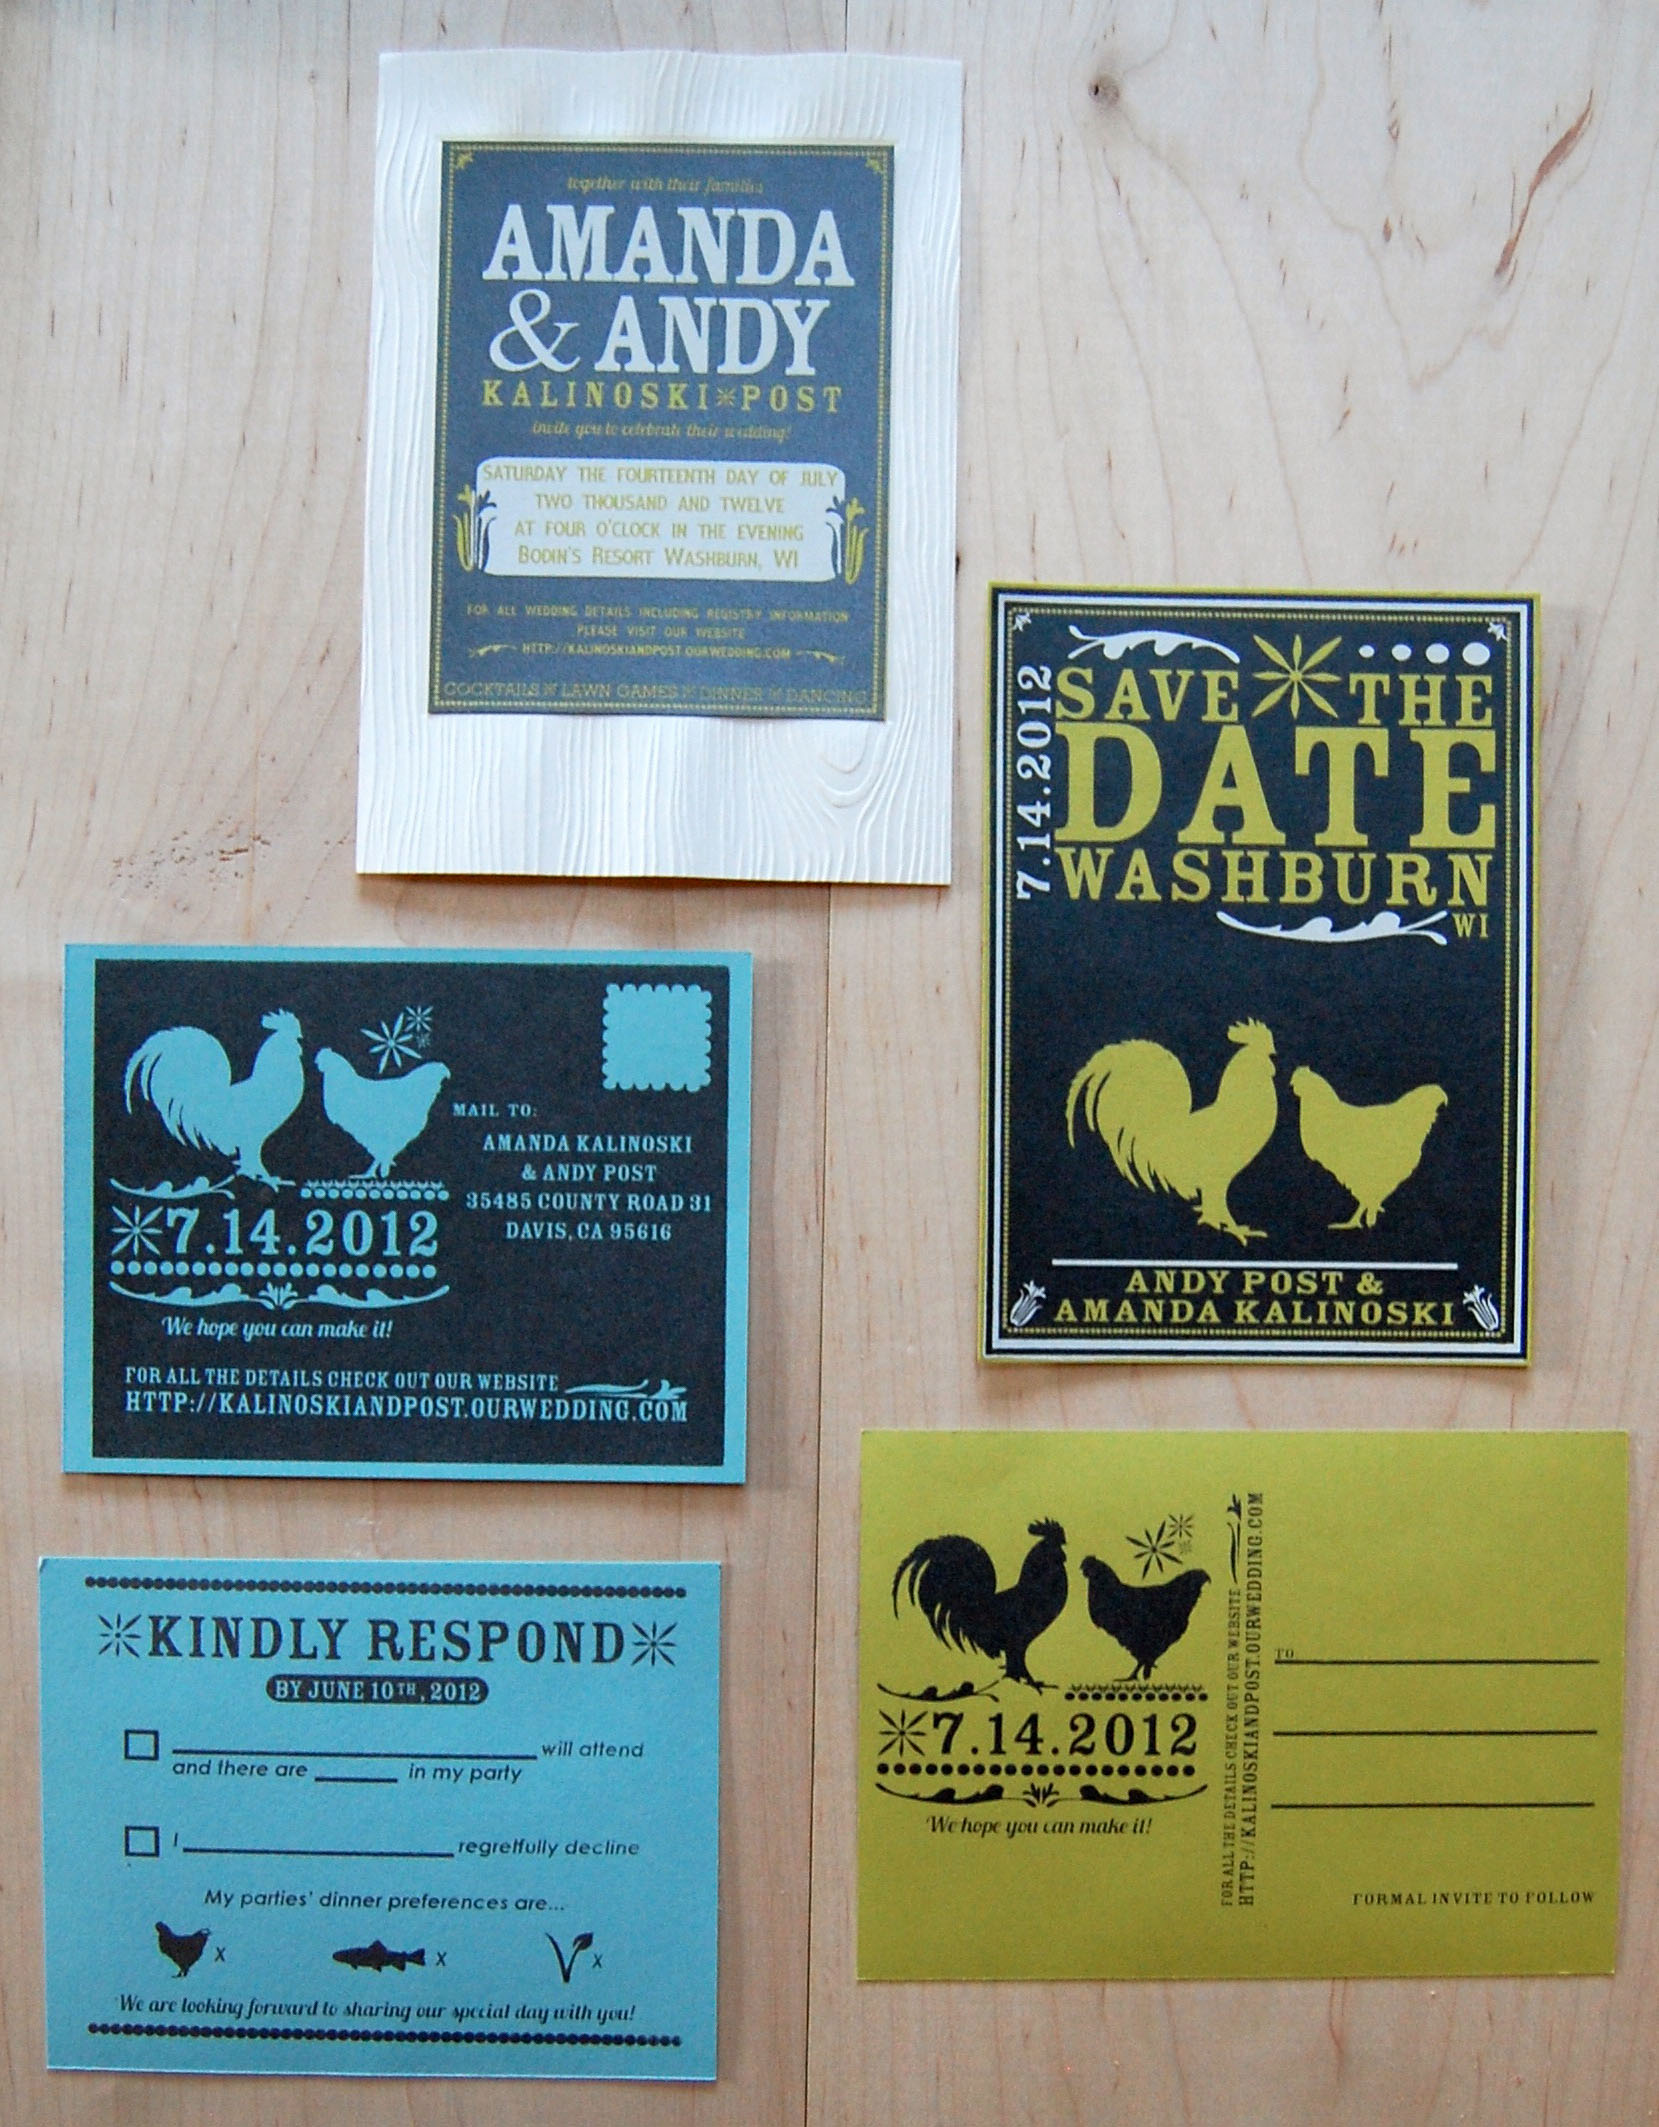 together with their families
AMANDA
& ANDY
KALINOSKI POST
invite you to celebrate their wedding!
SATURDAY THE FOURTEENTH DAY OF JULY
TWO THOUSAND AND TWELVE
AT FOUR O'CLOCK IN THE EVENING
BODIN'S RESORT WASHBURN, WI
FOR ALL WEDDING DETAILS INCLUDING REGISTRY INFORMATION
PLEASE VISIT OUR WEBSITE
HTTP://KALINOSKIANDPOST.OURWEDDING.COM
COCKTAILS LAWN GAMES DINNER DANCING
7.14.2012
SAVE THE
DATE
WASHBURN
WI
ANDY POST &
AMANDA KALINOSKI
MAIL TO:
AMANDA KALINOSKI
& ANDY POST
35485 COUNTY ROAD 31
DAVIS, CA 95616
7.14.2012
We hope you can make it!
FOR ALL THE DETAILS CHECK OUT OUR WEBSITE
HTTP://KALINOSKIANDPOST.OURWEDDING.COM
KINDLY RESPOND
BY JUNE 10TH, 2012
will attend
and there are in my party
I regretfully decline
My parties' dinner preferences are...
x x x
We are looking forward to sharing our special day with you!
7.14.2012
We hope you can make it!
FOR ALL THE DETAILS CHECK OUT OUR WEBSITE
HTTP://KALINOSKIANDPOST.OURWEDDING.COM
TO
FORMAL INVITE TO FOLLOW